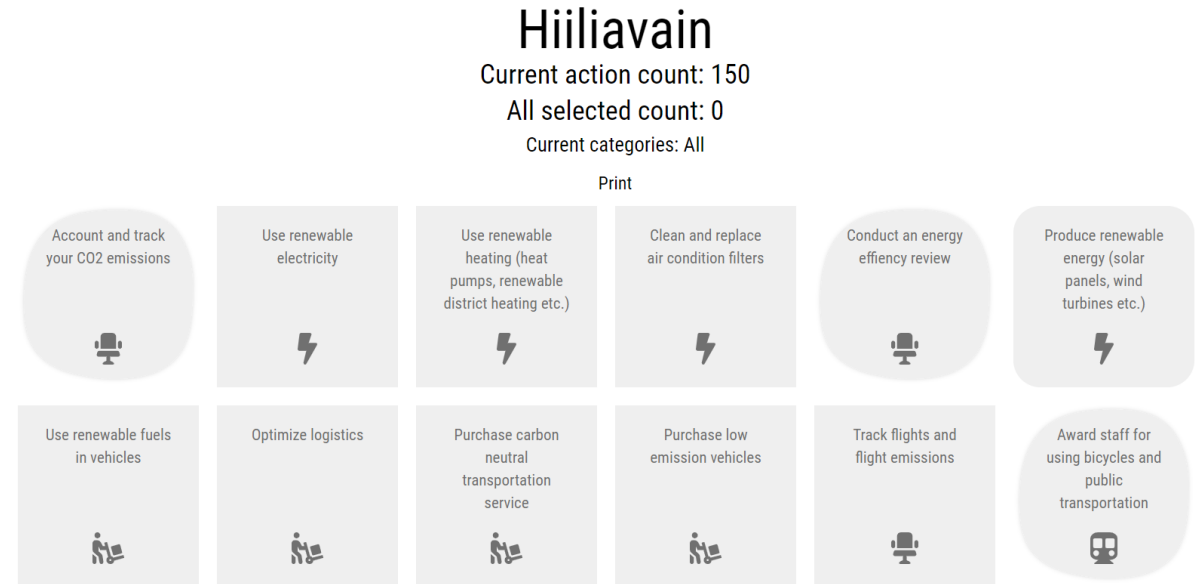 Hiiliavain
Current action count: 150
All selected count: 0
Current categories: All
Print
Account and track
your CO2 emissions
Use renewable
electricity
Use renewable
heating (heat
pumps, renewable
district heating etc.)
Clean and replace
air condition filters
Conduct an energy
effiency review
Produce renewable
energy (solar
panels, wind
turbines etc.)
Use renewable fuels
in vehicles
Optimize logistics
Purchase carbon
neutral
transportation
service
Purchase low
emission vehicles
Track flights and
flight emissions
Award staff for
using bicycles and
public
transportation